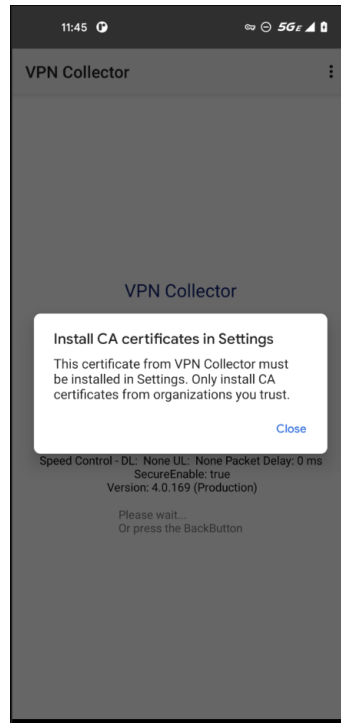 11:45
5GE
VPN Collector
VPN Collector
Install CA certificates in Settings
This certificate from VPN Collector must
be installed in Settings. Only install CA
certificates from organizations you trust.
Close
Speed Control - DL: None UL: None Packet Delay: 0 ms
SecureEnable: true
Version: 4.0.169 (Production)
Please wait...
Or press the BackButton